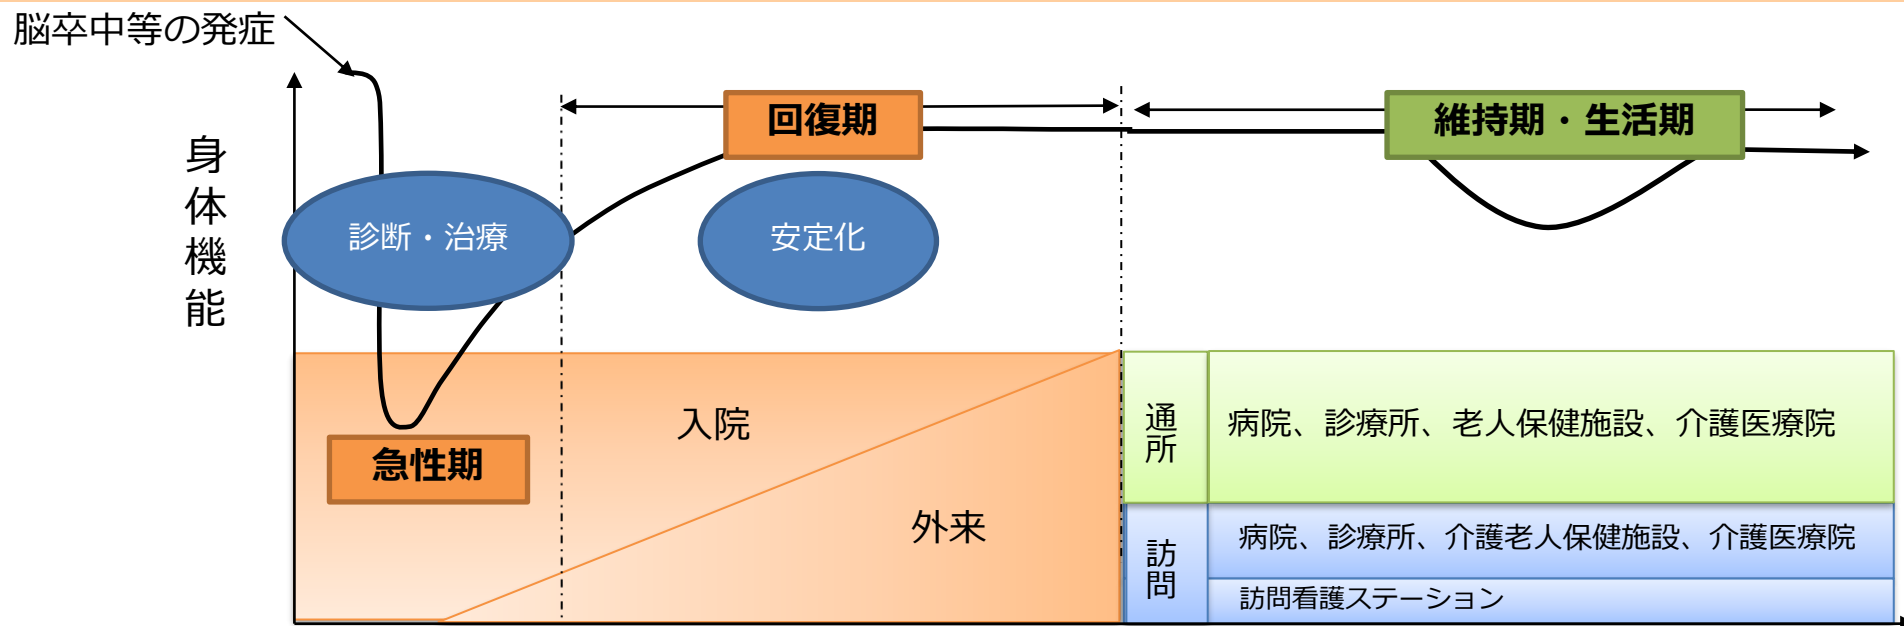 脳卒中等の発症
身体機能
回復期
維持期・生活期
診断・治療
安定化
急性期
入院
外来
通所
病院、診療所、老人保健施設、介護医療院
訪問
病院、診療所、介護老人保健施設、介護医療院
訪問看護ステーション